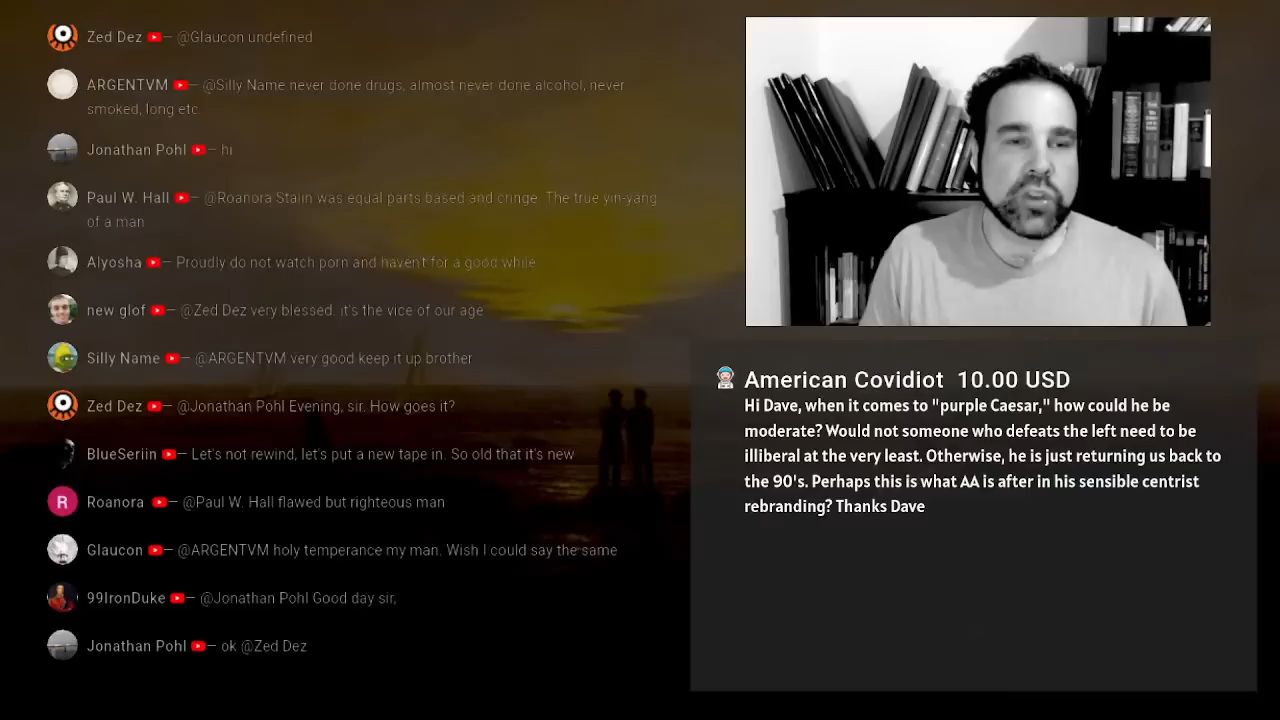 Zed Dez — @Glaucon undefined
ARGENTVM — @Silly Name never done drugs, almost never done alcohol, never
smoked, long etc
Jonathan Pohl — hi
Paul W. Hall — @Roanora Stalin was equal parts based and cringe. The true yin-yang
of a man
Alyosha — Proudly do not watch porn and haven't for a good while
new glof — @Zed Dez very blessed. it's the vice of our age
Silly Name — @ARGENTVM very good keep it up brother
Zed Dez — @Jonathan Pohl Evening, sir. How goes it?
BlueSeriin — Let's not rewind, let's put a new tape in. So old that it's new
R
Roanora — @Paul W. Hall flawed but righteous man
Glaucon — @ARGENTVM holy temperance my man. Wish I could say the same
99IronDuke — @Jonathan Pohl Good day sir,
Jonathan Pohl — ok @Zed Dez
American Covidiot 10.00 USD
Hi Dave, when it comes to "purple Caesar," how could he be
moderate? Would not someone who defeats the left need to be
illiberal at the very least. Otherwise, he is just returning us back to
the 90's. Perhaps this is what AA is after in his sensible centrist
rebranding? Thanks Dave